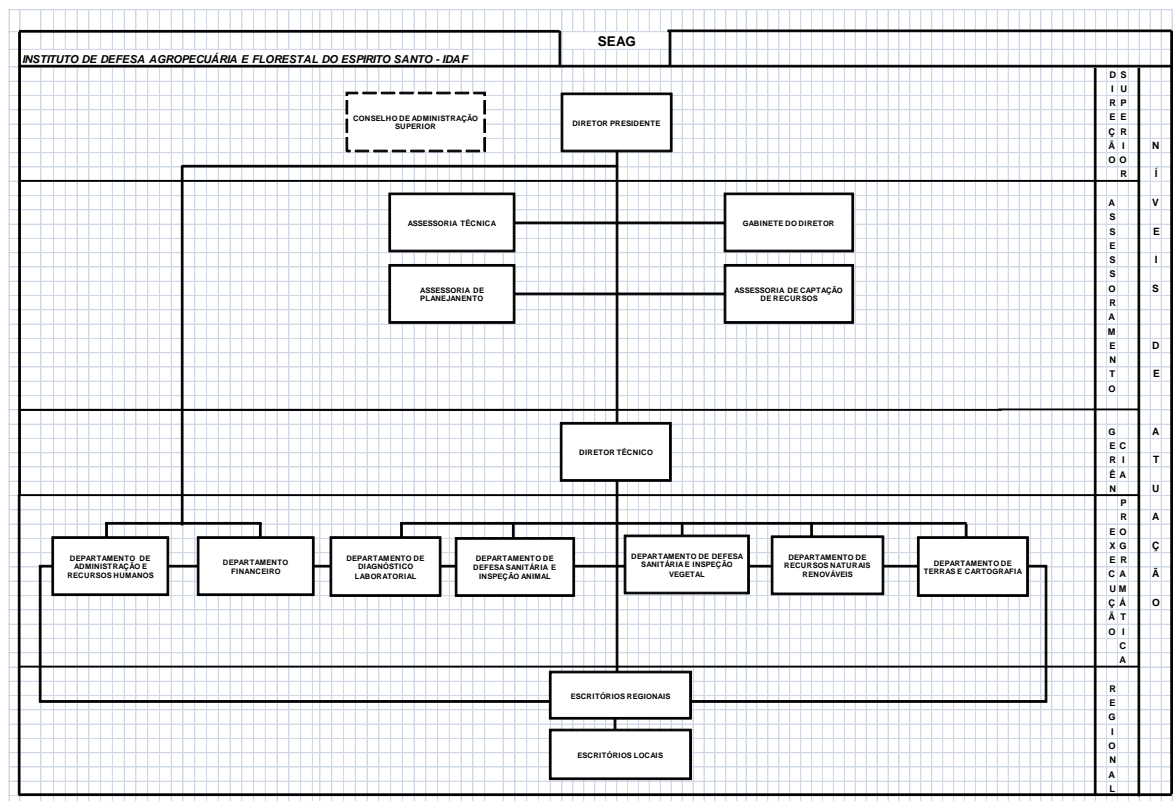 SEAG
INSTITUTO DE DEFESA AGROPECUÁRIA E FLORESTAL DO ESPIRITO SANTO - IDAF
CONSELHO DE ADMINISTRAÇÃO
SUPERIOR
DIRETOR PRESIDENTE
ASSESSORIA TÉCNICA
GABINETE DO DIRETOR
ASSESSORIA DE
PLANEJANENTO
ASSESSORIA DE CAPTAÇÃO
DE RECURSOS
DIRETOR TÉCNICO
DEPARTAMENTO DE
ADMINISTRAÇÃO E
RECURSOS HUMANOS
DEPARTAMENTO
FINANCEIRO
DEPARTAMENTO DE
DIAGNÓSTICO
LABORATORIAL
DEPARTAMENTO DE
DEFESA SANITÁRIA E
INSPEÇÃO ANIMAL
DEPARTAMENTO DE DEFESA
SANITÁRIA E INSPEÇÃO
VEGETAL
DEPARTAMENTO DE
RECURSOS NATURAIS
RENOVÁVEIS
DEPARTAMENTO DE
TERRAS E CARTOGRAFIA
ESCRITÓRIOS REGIONAIS
ESCRITÓRIOS LOCAIS
DIREÇÃO
SUPERIOR
ASSESSORAMENTO
GERÊN
CIA
EXECUÇÃO
PROGRAMÁTICA
REGIONAL
NÍVEIS DE ATUAÇÃO